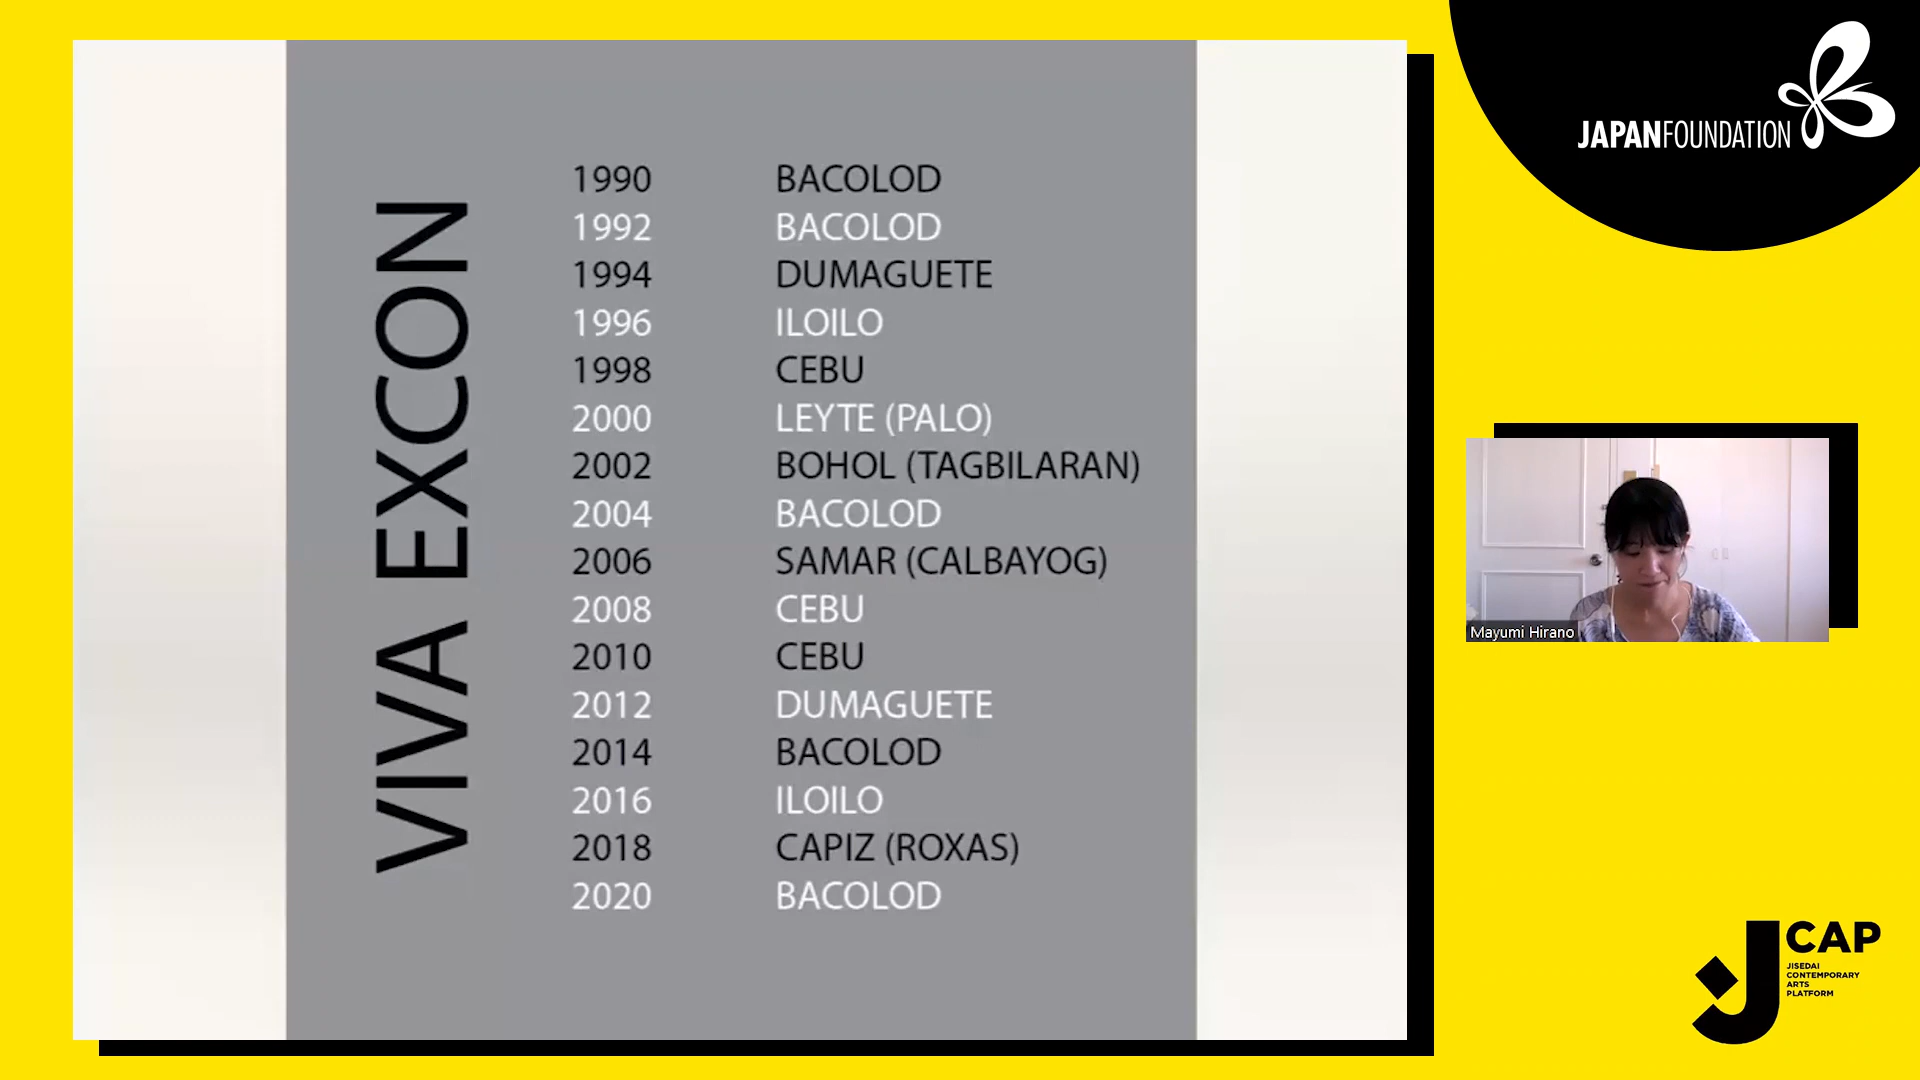 VIVA EXCON
1990 BACOLOD
1992 BACOLOD
1994 DUMAGUETE
1996 ILOILO
1998 CEBU
2000 LEYTE (PALO)
2002 BOHOL (TAGBILARAN)
2004 BACOLOD
2006 SAMAR (CALBAYOG)
2008 CEBU
2010 CEBU
2012 DUMAGUETE
2014 BACOLOD
2016 ILOILO
2018 CAPIZ (ROXAS)
2020 BACOLOD
JAPANFOUNDATION
Mayumi Hirano
J CAP
JISEDAI
CONTEMPORARY
ARTS
PLATFORM